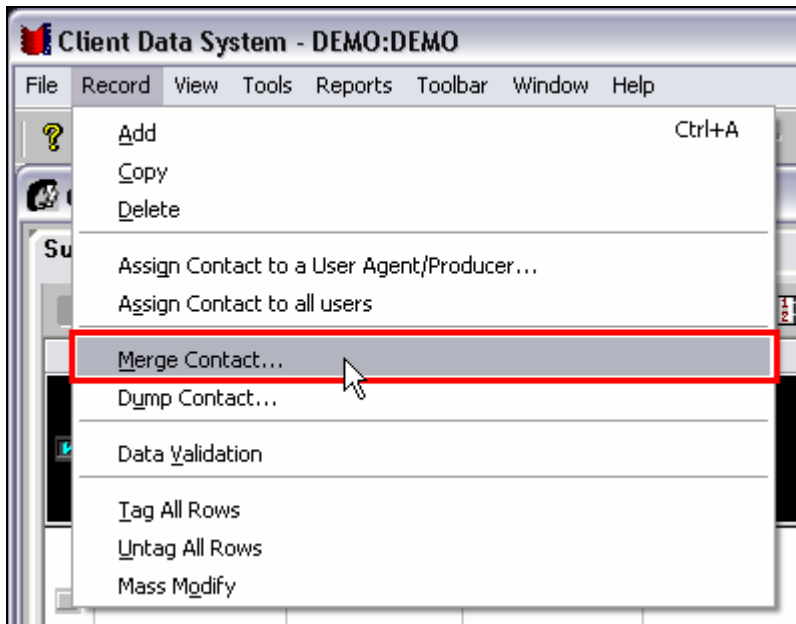 Client Data System - DEMO:DEMO
File Record View Tools Reports Toolbar Window Help
Add Ctrl+A
Copy
Delete
Su
Assign Contact to a User Agent/Producer...
Assign Contact to all users
Merge Contact...
Dump Contact...
Data Validation
Tag All Rows
Untag All Rows
Mass Modify